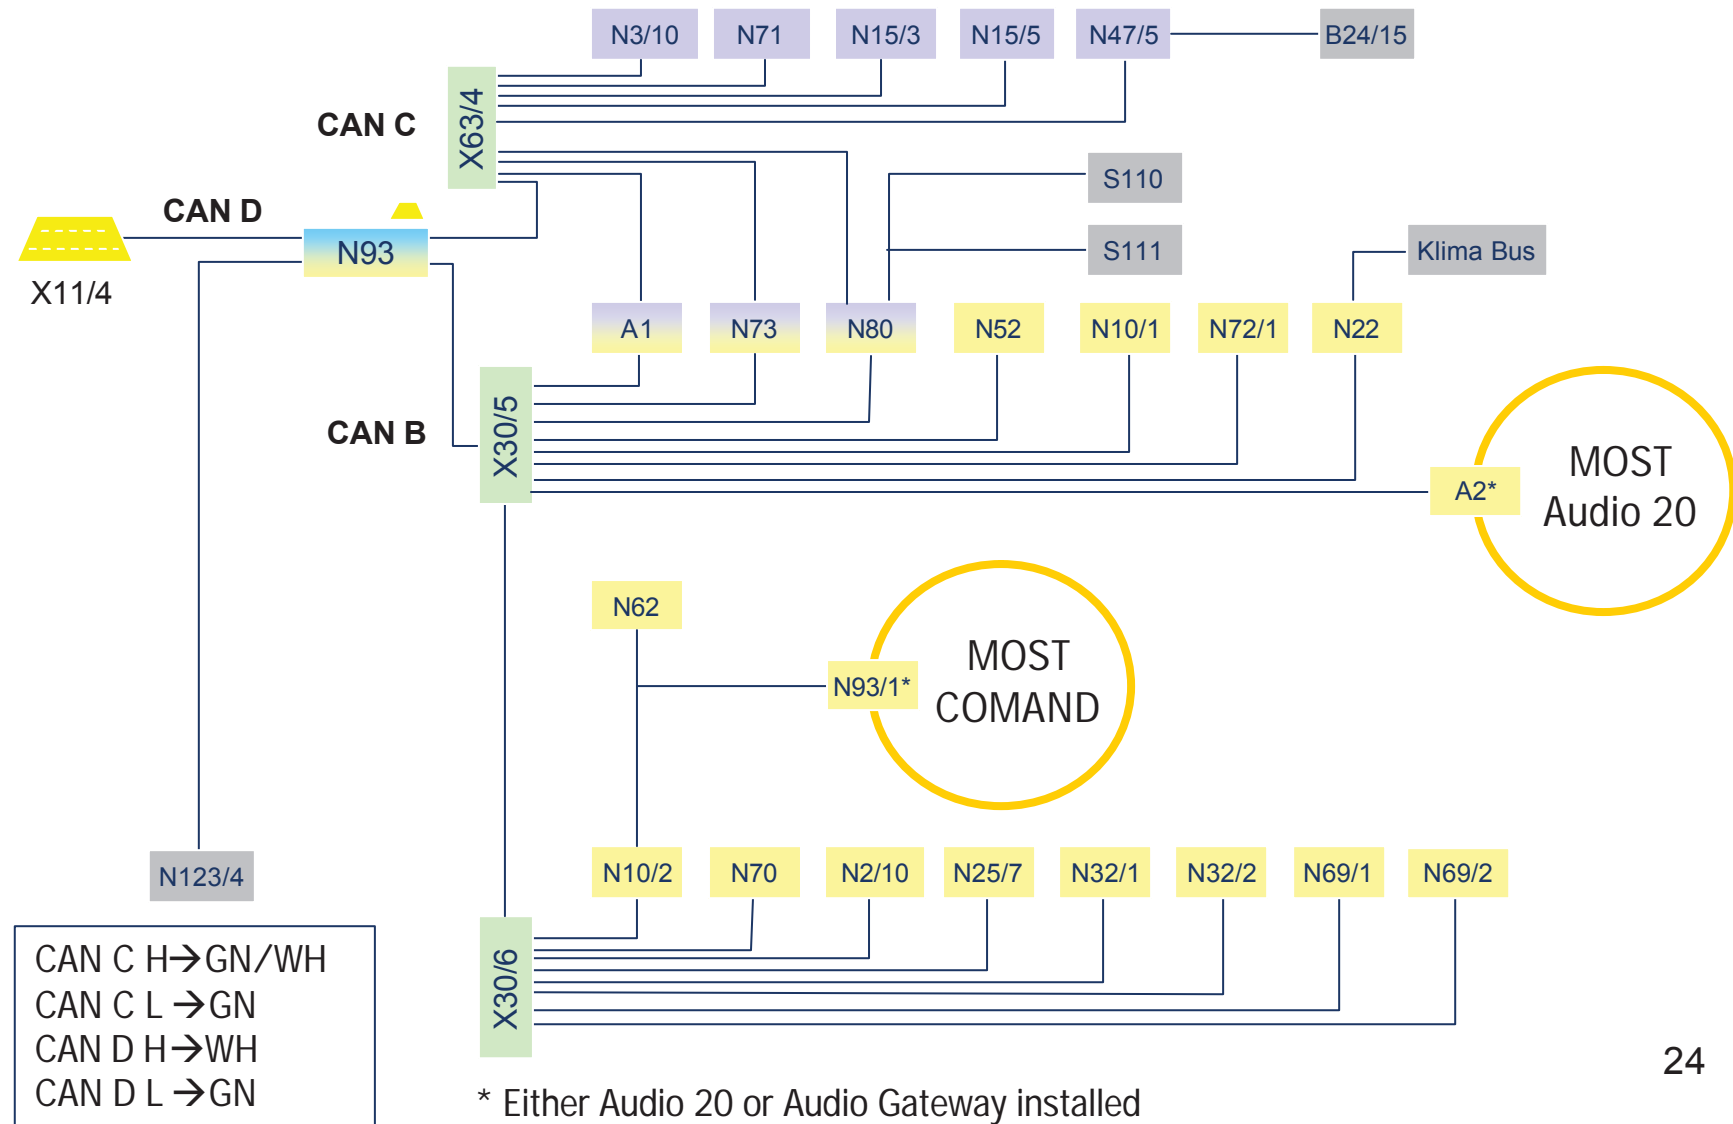 N3/10 N71 N15/3 N15/5 N47/5 B24/15
X63/4
CAN C
S110
CAN D
N93
S111
Klima Bus
X11/4
A1 N73 N80 N52 N10/1 N72/1 N22
X30/5
CAN B
MOST
Audio 20
A2*
N62
MOST
COMAND
N93/1*
N123/4
N10/2 N70 N2/10 N25/7 N32/1 N32/2 N69/1 N69/2
X30/6
CAN C H→GN/WH
CAN C L →GN
CAN D H→WH
CAN D L →GN
24
* Either Audio 20 or Audio Gateway installed